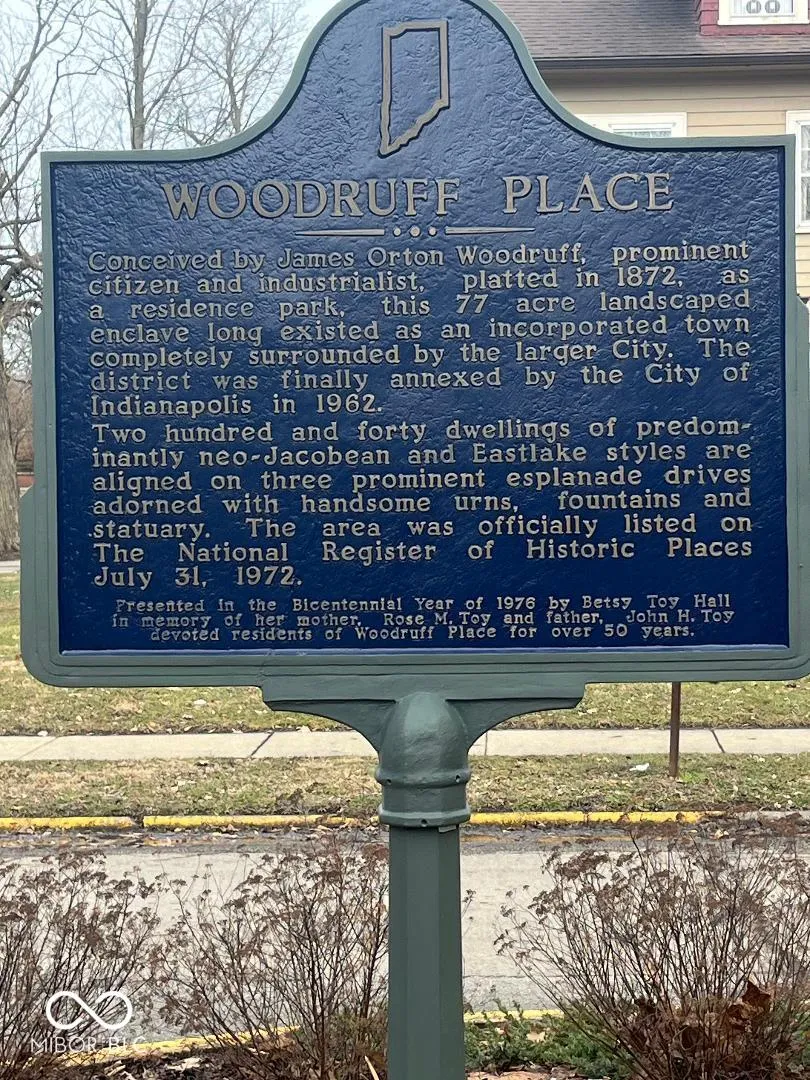 WOODRUFF PLACE
Conceived by James Orton Woodruff, prominent
citizen and industrialist, platted in 1872, as
a residence park, this 77 acre landscaped
enclave long existed as an incorporated town
completely surrounded by the larger City. The
district was finally annexed by the City of
Indianapolis in 1962.
Two hundred and forty dwellings of predom-
inantly neo-Jacobean and Eastlake styles are
aligned on three prominent esplanade drives
adorned with handsome urns, fountains and
statuary. The area was officially listed on
The National Register of Historic Places
July 31, 1972.
Presented in the Bicentennial Year of 1976 by Betsy Toy Hall
in memory of her mother, Rose M. Toy and father, John H. Toy
devoted residents of Woodruff Place for over 50 years.
MIBOR BLC